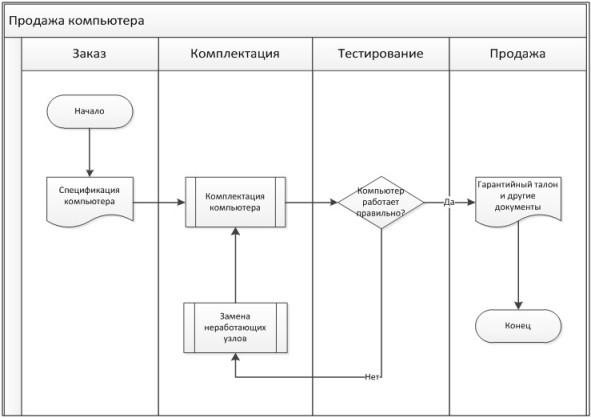 Продажа компьютера
Заказ
Комплектация
Тестирование
Продажа
Начало
Спецификация
компьютера
Комплектация
компьютера
Компьютер
работает
правильно?
Да
Гарантийный талон
и другие
документы
Замена
неработающих
узлов
Нет
Конец